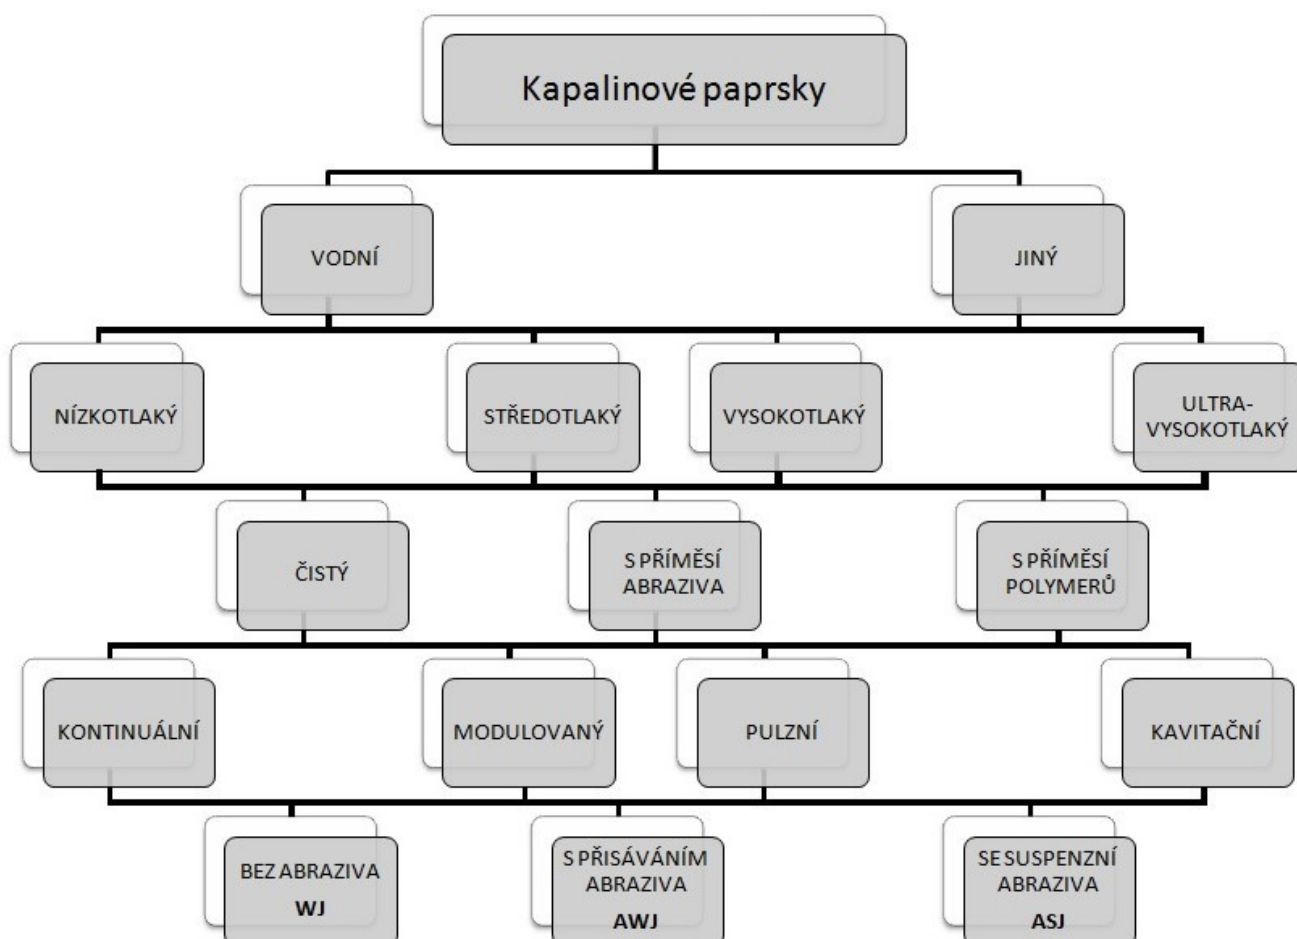 Kapalinové paprsky
VODNÍ
JINÝ
NÍZKOTLAKÝ
STŘEDOTLAKÝ
VYSOKOTLAKÝ
ULTRA-
VYSOKOTLAKÝ
ČISTÝ
S PŘÍMĚSÍ
ABRAZIVA
S PŘÍMĚSÍ
POLYMERŮ
KONTINUÁLNÍ
MODULOVANÝ
PULZNÍ
KAVITAČNÍ
BEZ ABRAZIVA
WJ
S PŘISÁVÁNÍM
ABRAZIVA
AWJ
SE SUSPENZNÍ
ABRAZIVA
ASJ